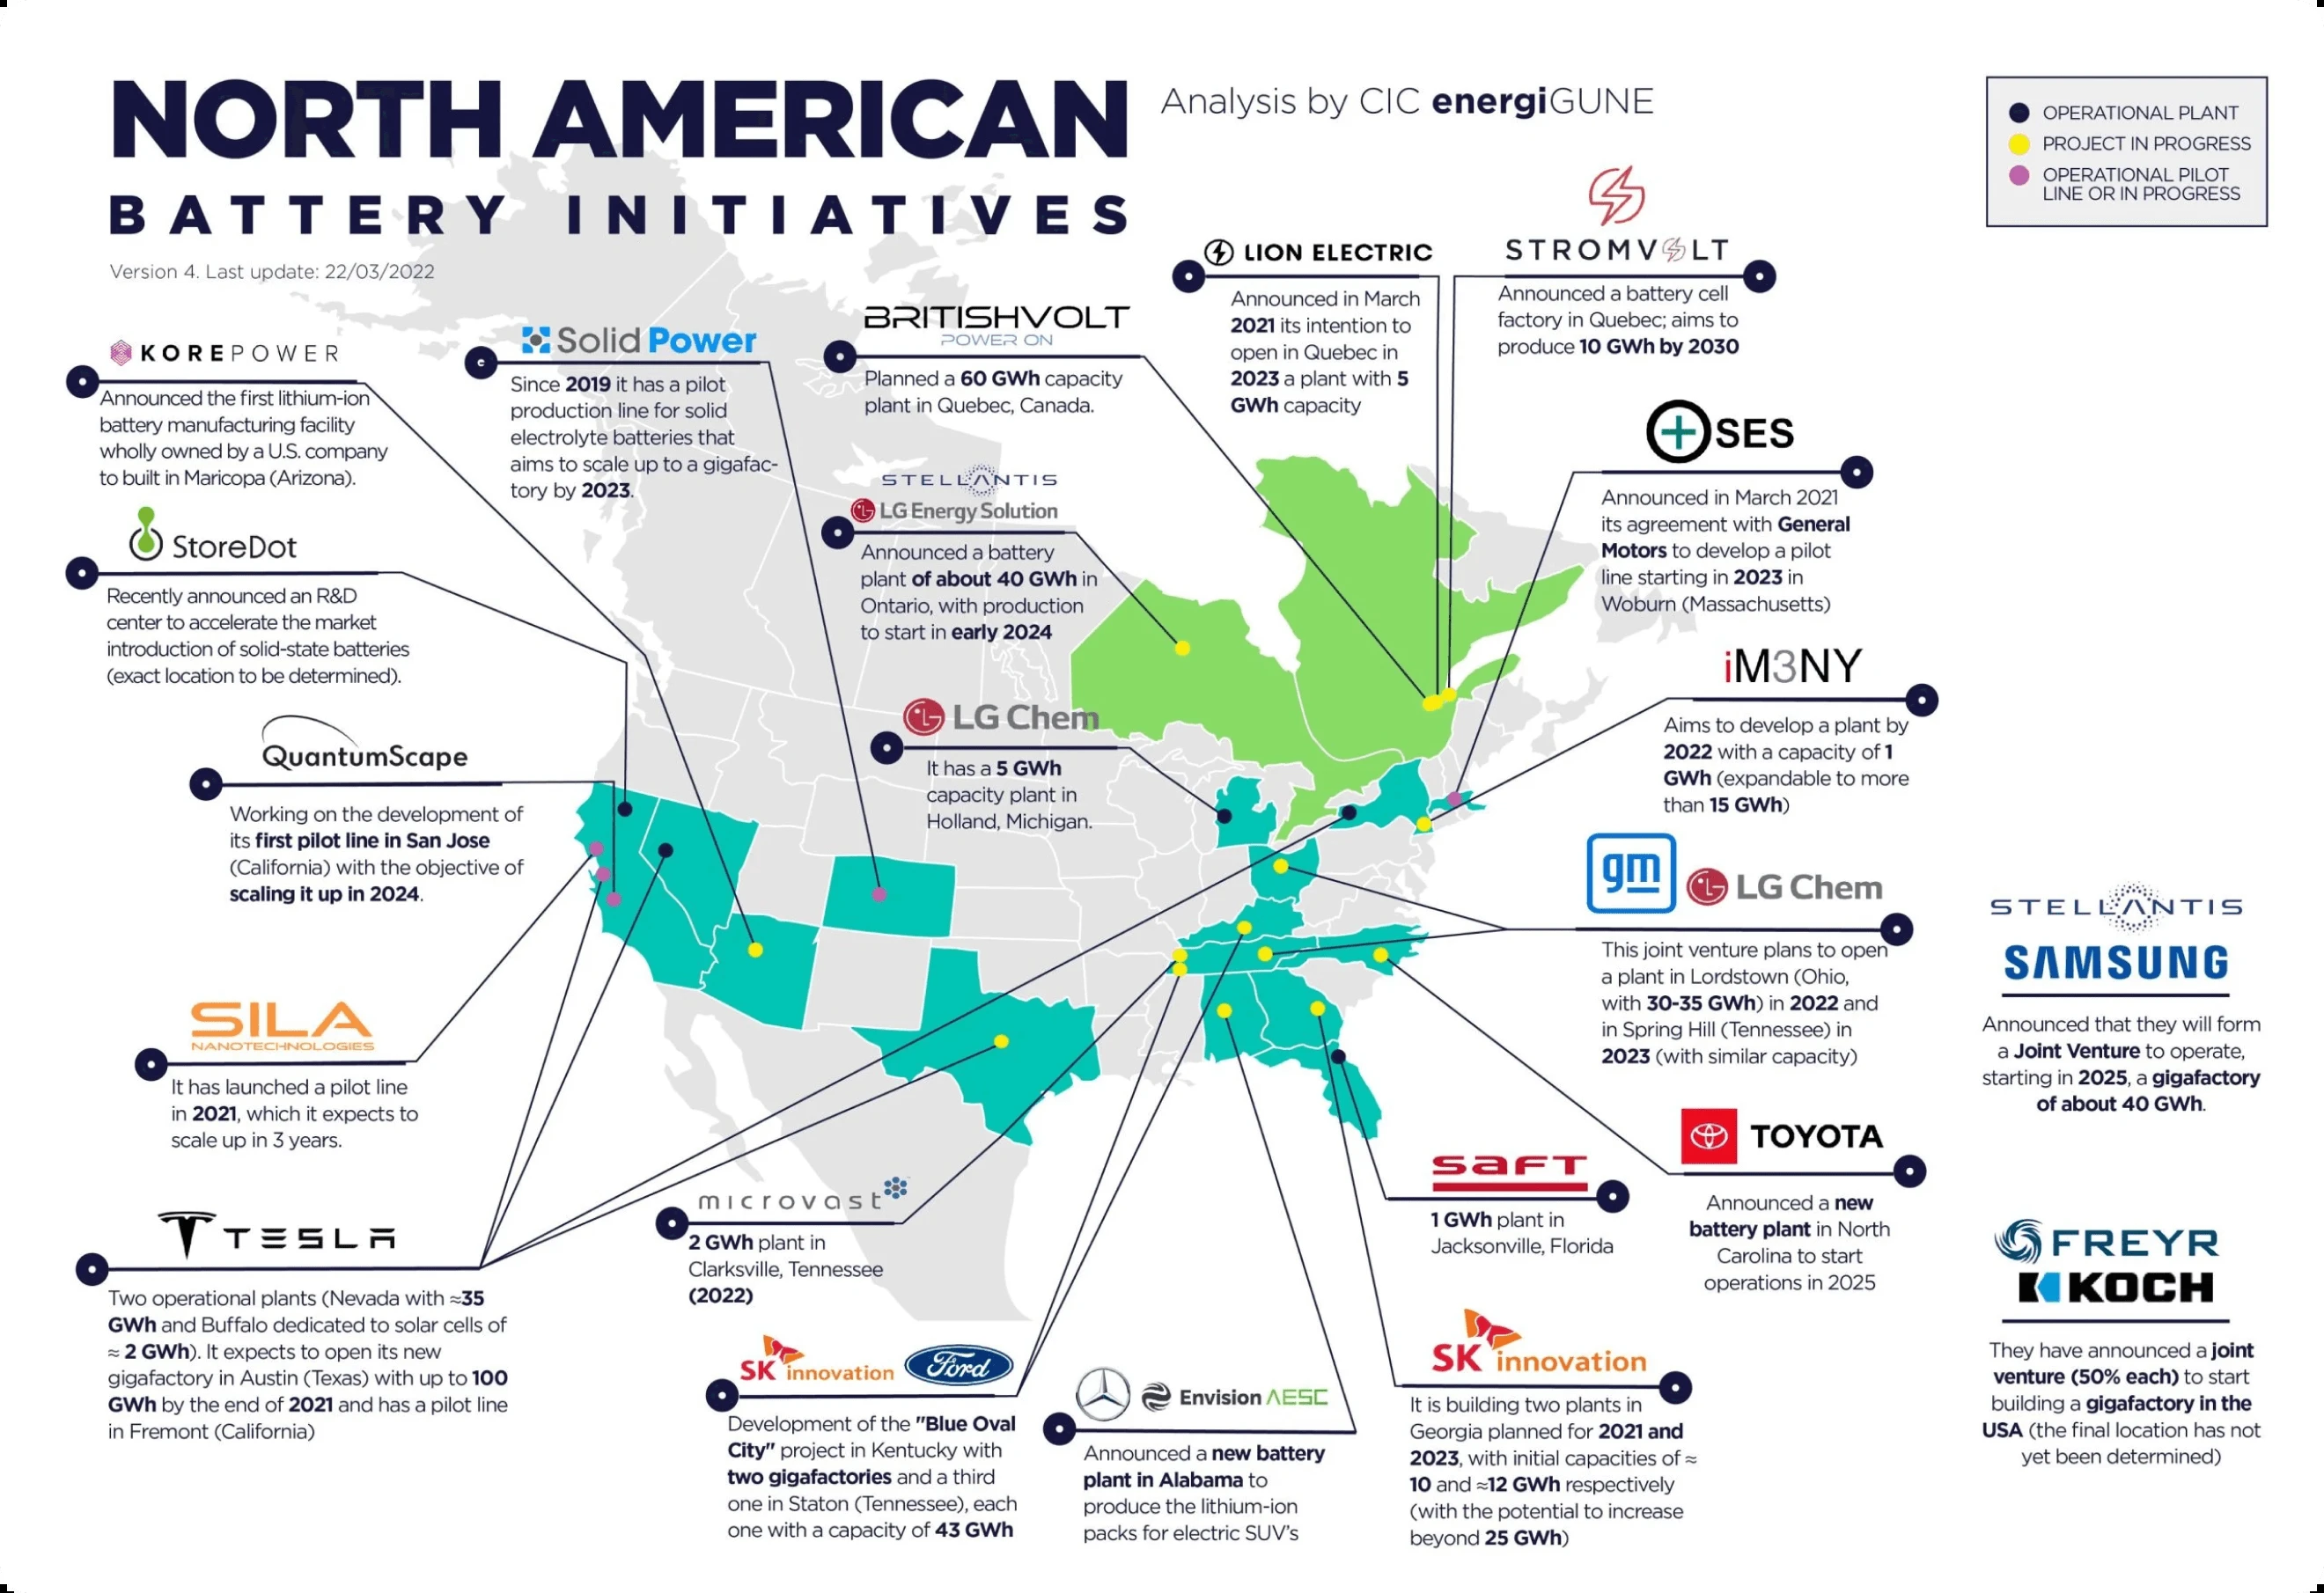 NORTH AMERICAN
BATTERY INITIATIVES
Analysis by CIC energiGUNE
Version 4. Last update: 22/03/2022
OPERATIONAL PLANT
PROJECT IN PROGRESS
OPERATIONAL PILOT
LINE OR IN PROGRESS
KOREPOWER
Announced the first lithium-ion
battery manufacturing facility
wholly owned by a U.S. company
to built in Maricopa (Arizona).
Solid Power
Since 2019 it has a pilot
production line for solid
electrolyte batteries that
aims to scale up to a gigafac-
tory by 2023.
BRITISHVOLT
POWER ON
Planned a 60 GWh capacity
plant in Quebec, Canada.
LION ELECTRIC
Announced in March
2021 its intention to
open in Quebec in
2023 a plant with 5
GWh capacity
STROMVOLT
Announced a battery cell
factory in Quebec; aims to
produce 10 GWh by 2030
STELLANTIS
LG Energy Solution
Announced a battery
plant of about 40 GWh in
Ontario, with production
to start in early 2024
SES
Announced in March 2021
its agreement with General
Motors to develop a pilot
line starting in 2023 in
Woburn (Massachusetts)
StoreDot
Recently announced an R&D
center to accelerate the market
introduction of solid-state batteries
(exact location to be determined).
LG Chem
It has a 5 GWh
capacity plant in
Holland, Michigan.
iM3NY
Aims to develop a plant by
2022 with a capacity of 1
GWh (expandable to more
than 15 GWh)
QuantumScape
Working on the development of
its first pilot line in San Jose
(California) with the objective of
scaling it up in 2024.
gm LG Chem
This joint venture plans to open
a plant in Lordstown (Ohio,
with 30-35 GWh) in 2022 and
in Spring Hill (Tennessee) in
2023 (with similar capacity)
STELLANTIS
SAMSUNG
Announced that they will form
a Joint Venture to operate,
starting in 2025, a gigafactory
of about 40 GWh.
SILA
NANOTECHNOLOGIES
It has launched a pilot line
in 2021, which it expects to
scale up in 3 years.
TOYOTA
Announced a new
battery plant in North
Carolina to start
operations in 2025
saft
1 GWh plant in
Jacksonville, Florida
microvast
2 GWh plant in
Clarksville, Tennessee
(2022)
TESLA
Two operational plants (Nevada with ≈35
GWh and Buffalo dedicated to solar cells of
≈ 2 GWh). It expects to open its new
gigafactory in Austin (Texas) with up to 100
GWh by the end of 2021 and has a pilot line
in Fremont (California)
FREYR
KOCH
They have announced a joint
venture (50% each) to start
building a gigafactory in the
USA (the final location has not
yet been determined)
SK innovation Ford
Development of the "Blue Oval
City" project in Kentucky with
two gigafactories and a third
one in Staton (Tennessee), each
one with a capacity of 43 GWh
Envision AESC
Announced a new battery
plant in Alabama to
produce the lithium-ion
packs for electric SUV's
SK innovation
It is building two plants in
Georgia planned for 2021 and
2023, with initial capacities of ≈
10 and ≈12 GWh respectively
(with the potential to increase
beyond 25 GWh)